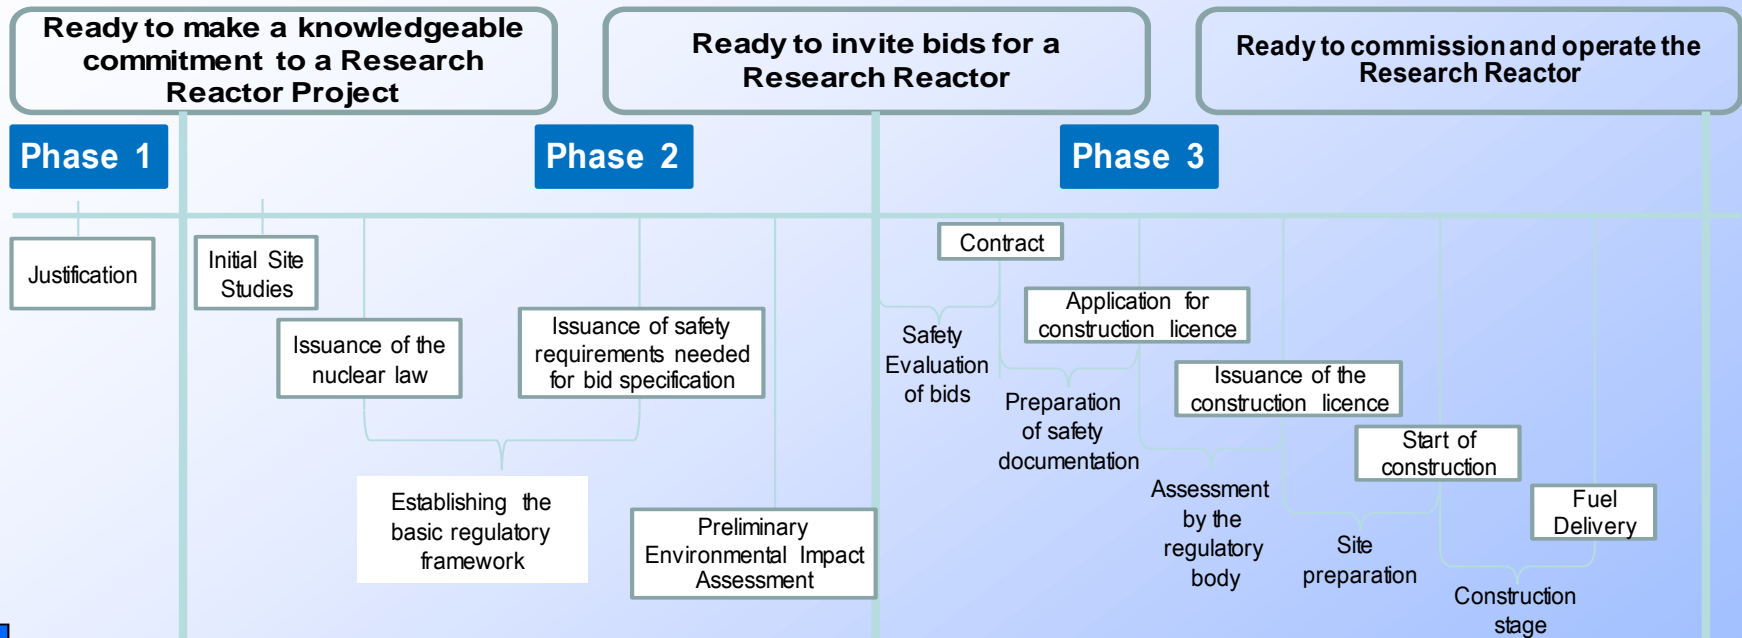 Ready to make a knowledgeable
commitment to a Research
Reactor Project
Ready to invite bids for a
Research Reactor
Ready to commission and operate the
Research Reactor
Phase 1
Phase 2
Phase 3
Justification
Initial Site
Studies
Issuance of the
nuclear law
Issuance of safety
requirements needed
for bid specification
Establishing the
basic regulatory
framework
Preliminary
Environmental Impact
Assessment
Contract
Safety
Evaluation
of bids
Application for
construction licence
Preparation
of safety
documentation
Issuance of the
construction licence
Assessment
by the
regulatory
body
Start of
construction
Site
preparation
Fuel
Delivery
Construction
stage